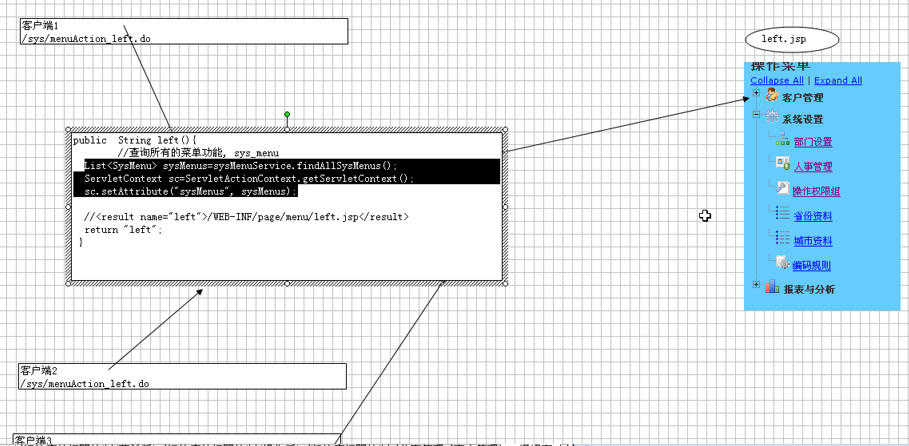 客户端1
/sys/menuAction_left.do
left.jsp
操作菜单
Collapse All | Expand All
客户管理
系统设置
部门设置
人事管理
操作权限组
省份资料
城市资料
编码规则
报表与分析
public String left(){
//查询所有的菜单功能, sys_menu
List<SysMenu> sysMenus=sysMenuService.findAllSysMenus();
ServletContext sc=ServletActionContext.getServletContext();
sc.setAttribute("sysMenus", sysMenus);
//<result name="left">/WEB-INF/page/menu/left.jsp</result>
return "left";
}
客户端2
/sys/menuAction_left.do
客户端3